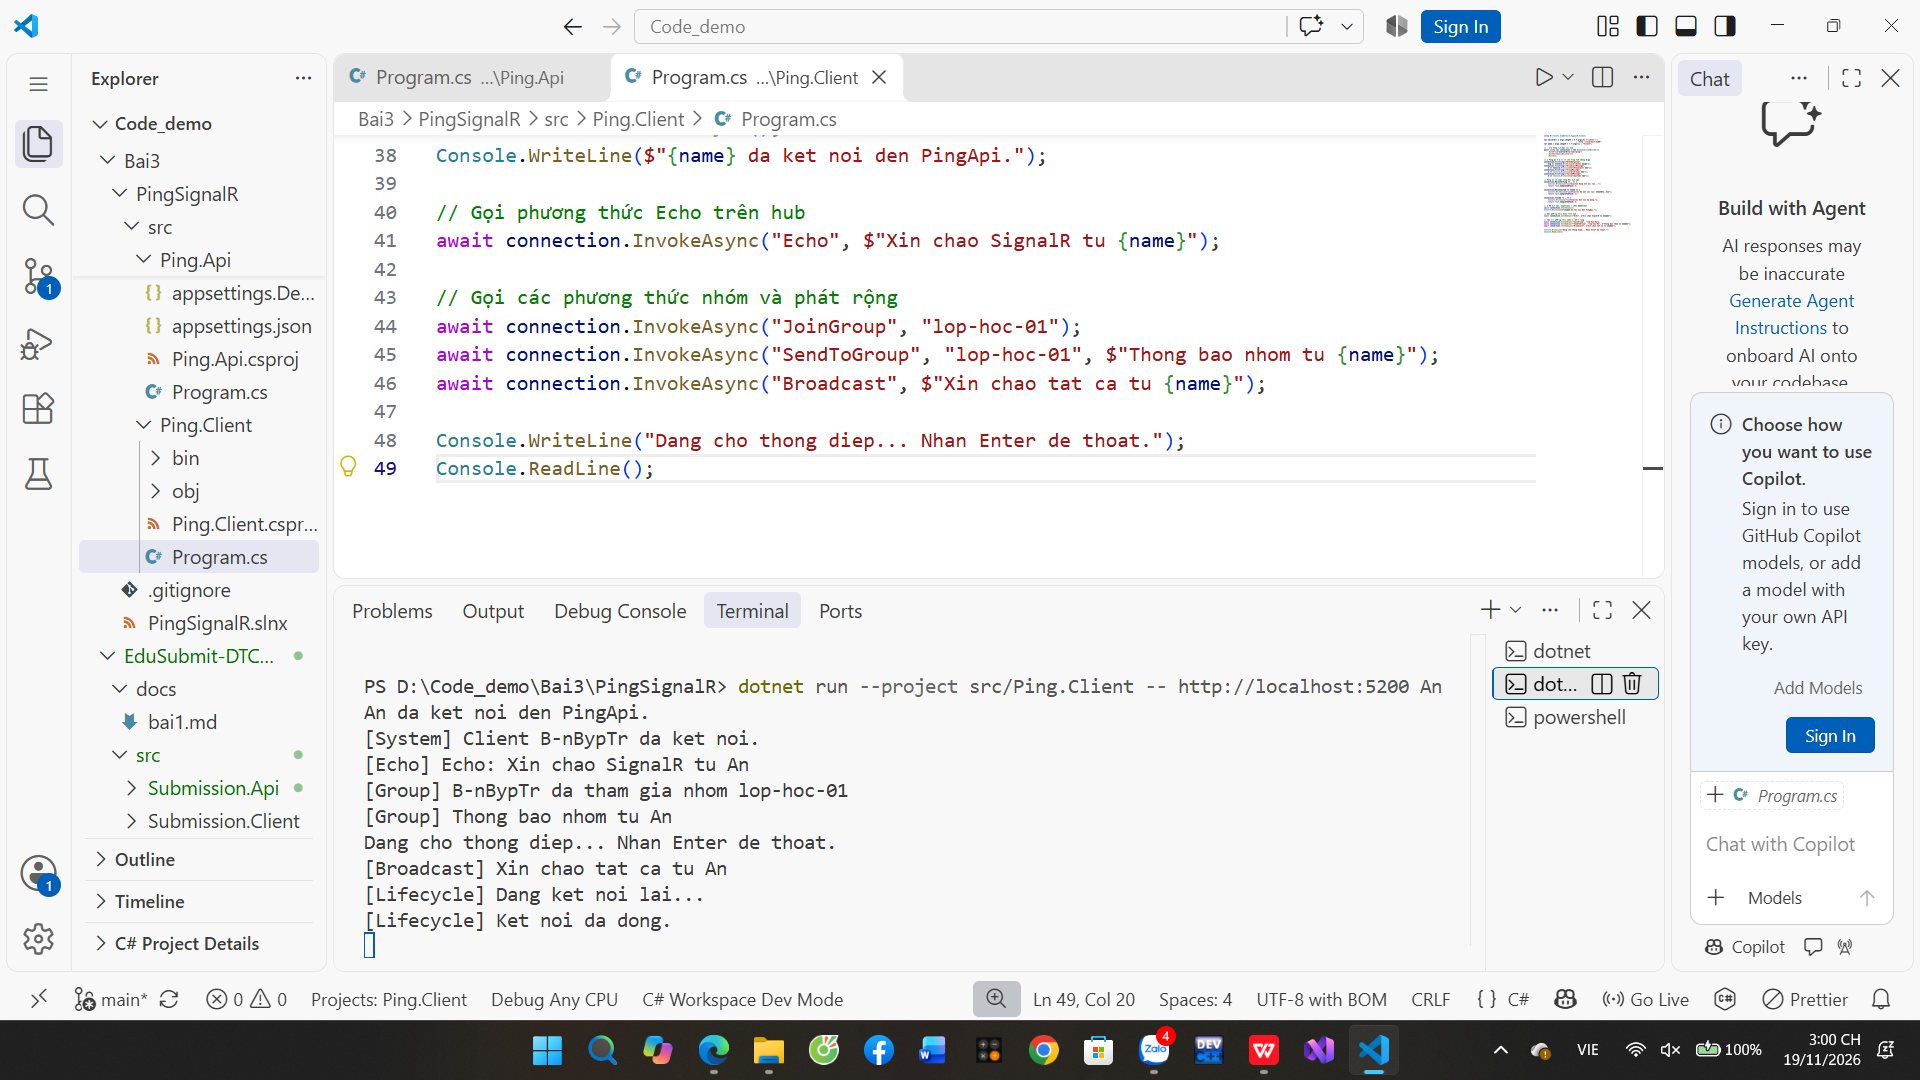 Code_demo
Sign In
Explorer
Code_demo
Bai3
PingSignalR
src
Ping.Api
appsettings.De...
appsettings.json
Ping.Api.csproj
Program.cs
Ping.Client
bin
obj
Ping.Client.cspr...
Program.cs
.gitignore
PingSignalR.slnx
EduSubmit-DTC...
docs
bai1.md
src
Submission.Api
Submission.Client
Outline
Timeline
C# Project Details
1
1
Program.cs ...\Ping.Api
Program.cs ...\Ping.Client
Bai3 > PingSignalR > src > Ping.Client > Program.cs
38 Console.WriteLine($"{name} da ket noi den PingApi.");
39
40 // Gọi phương thức Echo trên hub
41 await connection.InvokeAsync("Echo", $"Xin chao SignalR tu {name}");
42
43 // Gọi các phương thức nhóm và phát rộng
44 await connection.InvokeAsync("JoinGroup", "lop-hoc-01");
45 await connection.InvokeAsync("SendToGroup", "lop-hoc-01", $"Thong bao nhom tu {name}");
46 await connection.InvokeAsync("Broadcast", $"Xin chao tat ca tu {name}");
47
48 Console.WriteLine("Dang cho thong diep... Nhan Enter de thoat.");
49 Console.ReadLine();
Problems Output Debug Console Terminal Ports
PS D:\Code_demo\Bai3\PingSignalR> dotnet run --project src/Ping.Client -- http://localhost:5200 An
An da ket noi den PingApi.
[System] Client B-nBypTr da ket noi.
[Echo] Echo: Xin chao SignalR tu An
[Group] B-nBypTr da tham gia nhom lop-hoc-01
[Group] Thong bao nhom tu An
Dang cho thong diep... Nhan Enter de thoat.
[Broadcast] Xin chao tat ca tu An
[Lifecycle] Dang ket noi lai...
[Lifecycle] Ket noi da dong.
dotnet
dot...
powershell
Chat
Build with Agent
AI responses may
be inaccurate
Generate Agent
Instructions to
onboard AI onto
your codebase
Choose how
you want to use
Copilot.
Sign in to use
GitHub Copilot
models, or add
a model with
your own API
key.
Add Models
Sign In
Program.cs
Chat with Copilot
Models
Copilot
main* 0 0 Projects: Ping.Client Debug Any CPU C# Workspace Dev Mode
Ln 49, Col 20 Spaces: 4 UTF-8 with BOM CRLF { } C# Go Live Prettier
Zalo
4
DEV
VIE
100%
3:00 CH
19/11/2026